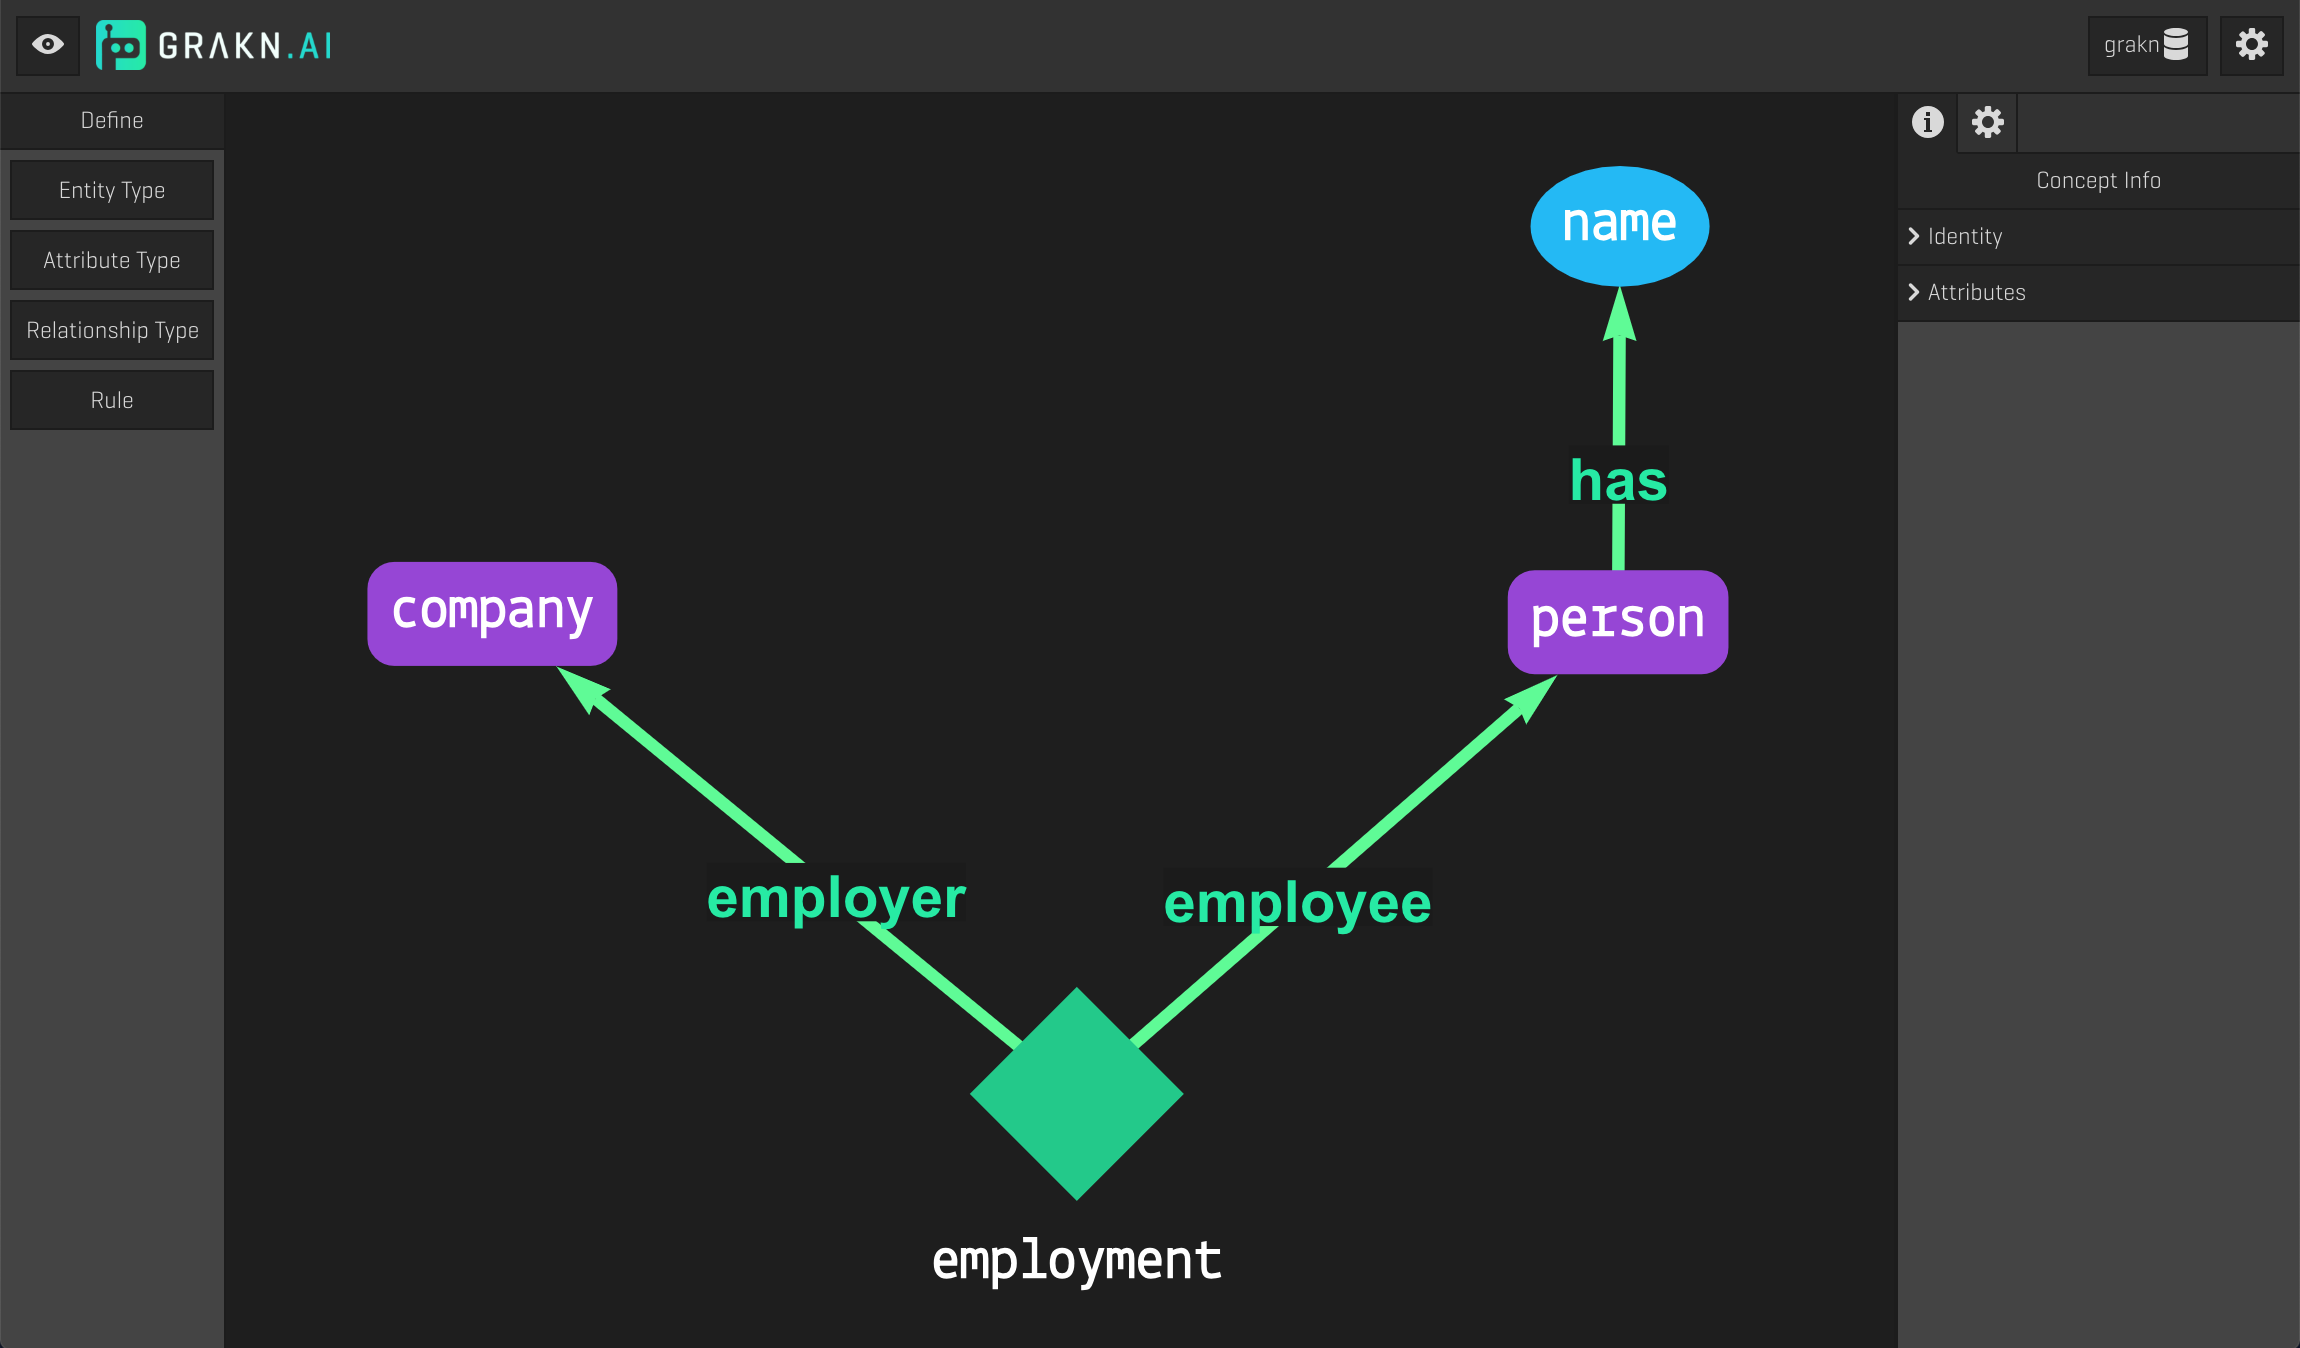 GRAKN.AI
grakn
Define
Entity Type
Attribute Type
Relationship Type
Rule
name
has
company
person
employer
employee
employment
Concept Info
Identity
Attributes